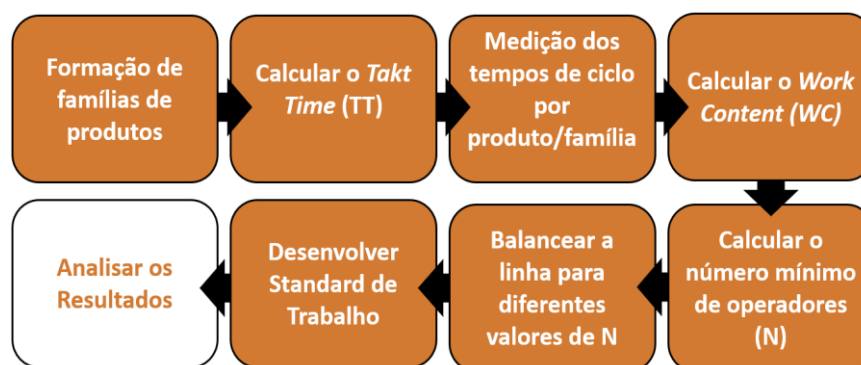 Formação de
famílias de
produtos
Calcular o Takt
Time (TT)
Medição dos
tempos de ciclo
por
produto/família
Calcular o Work
Content (WC)
Calcular o
número mínimo
de operadores
(N)
Balancear a
linha para
diferentes
valores de N
Desenvolver
Standard de
Trabalho
Analisar os
Resultados